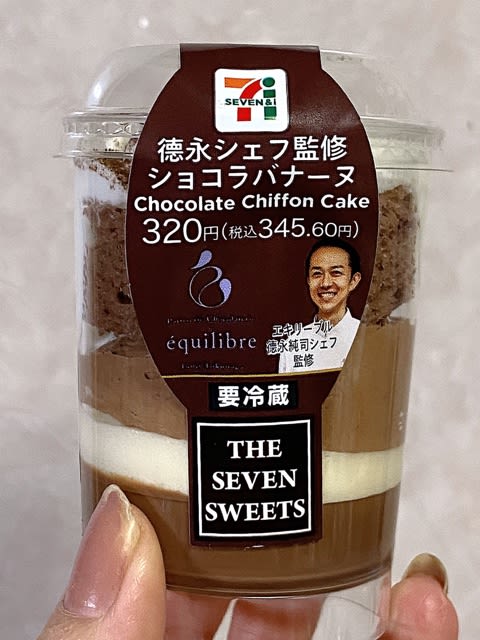 SEVEN&i
徳永シェフ監修
ショコラバナーヌ
Chocolate Chiffon Cake
320円(税込345.60円)
équilibre
エキリーブル
徳永純司シェフ
監修
要冷蔵
THE
SEVEN
SWEETS